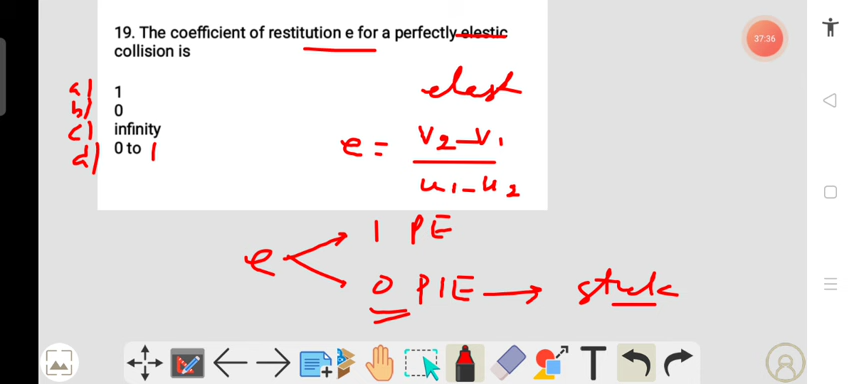 37:36
19. The coefficient of restitution e for a perfectly elestic
collision is
a) 1
b) 0
c) infinity
d) 0 to 1
elest
e = v2 - v1
u1 - u2
e
1 PE
0 PIE → stuck
T